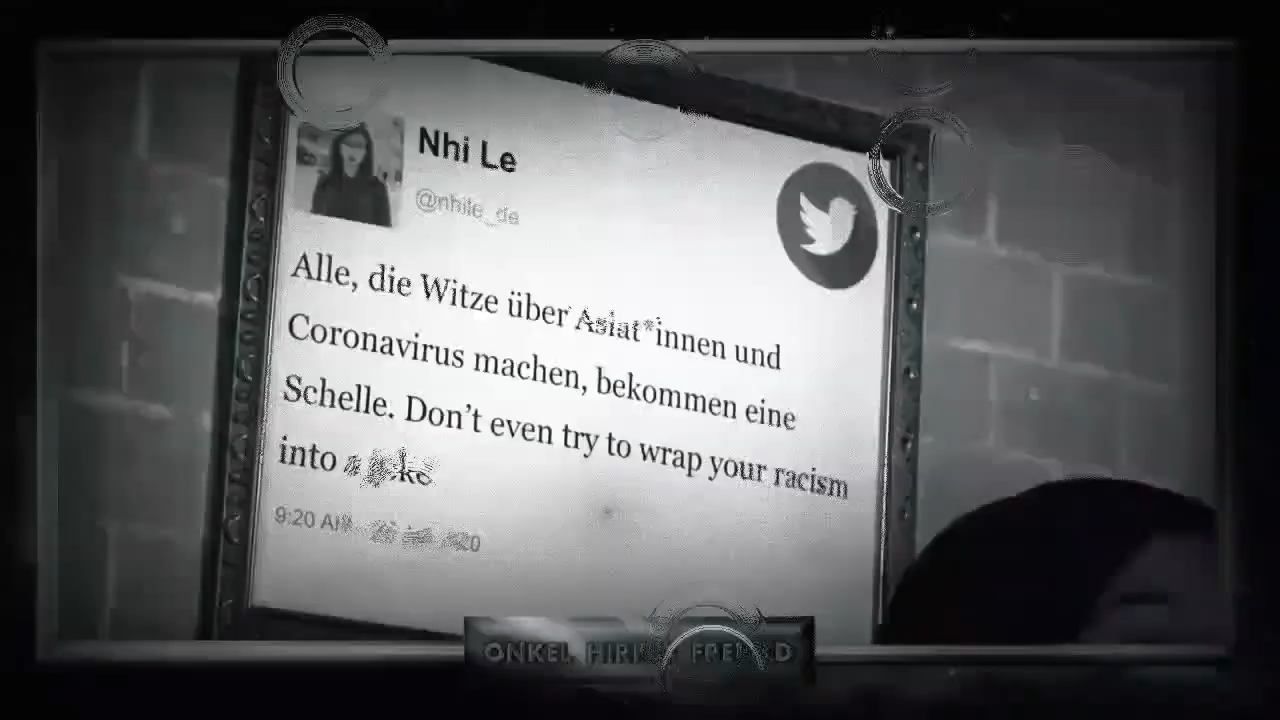 Nhi Le
@nhile_de
Alle, die Witze über Asiat*innen und
Coronavirus machen, bekommen eine
Schelle. Don't even try to wrap your racism
into
9:20
ONKEL